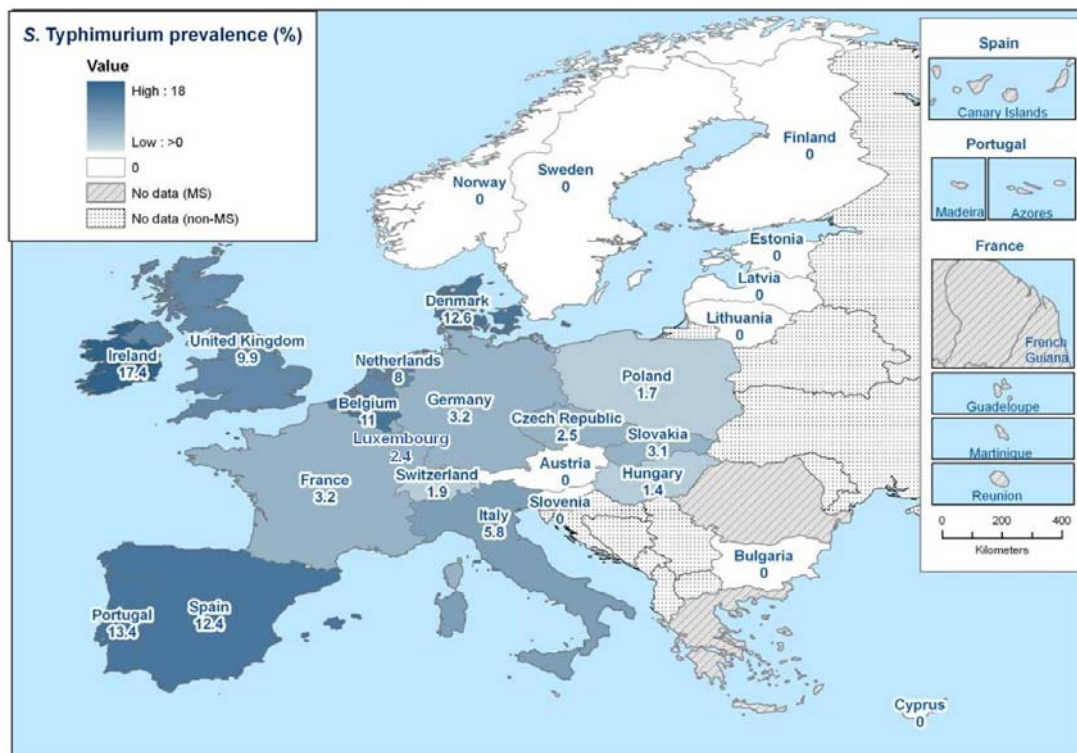 S. Typhimurium prevalence (%)
Value
High : 18
Low : >0
0
No data (MS)
No data (non-MS)
Norway
0
Sweden
0
Finland
0
Estonia
0
Latvia
0
Lithuania
0
Denmark
12.6
United Kingdom
9.9
Ireland
17.4
Netherlands
8
Belgium
11
Luxembourg
2.4
Germany
3.2
Poland
1.7
Czech Republic
2.5
Slovakia
3.1
Austria
0
Hungary
1.4
Switzerland
1.9
France
3.2
Slovenia
0
Italy
5.8
Bulgaria
0
Portugal
13.4
Spain
12.4
Cyprus
0
Spain
Canary Islands
Portugal
Madeira
Azores
France
French
Guiana
Guadeloupe
Martinique
Reunion
0 200 400
Kilometers